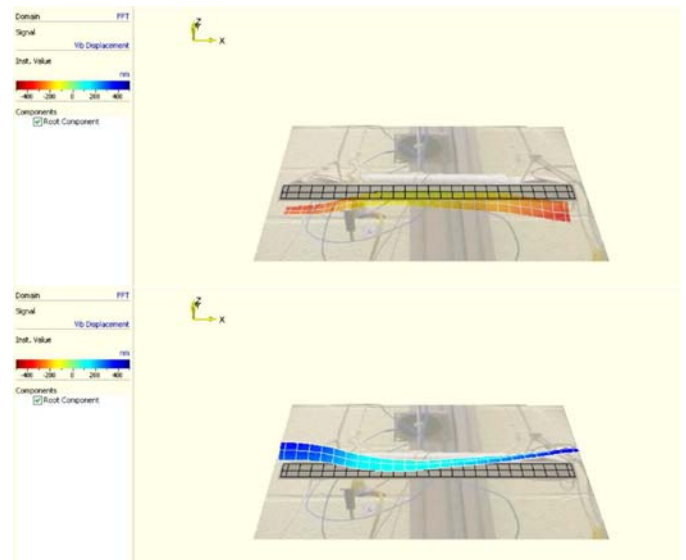 Domain FFT
Signal
Vib Displacement
Inst. Value
nm
-400 -200 0 200 400
Components
Root Component
Z
X
Domain FFT
Signal
Vib Displacement
Inst. Value
nm
-400 -200 0 200 400
Components
Root Component
Z
X